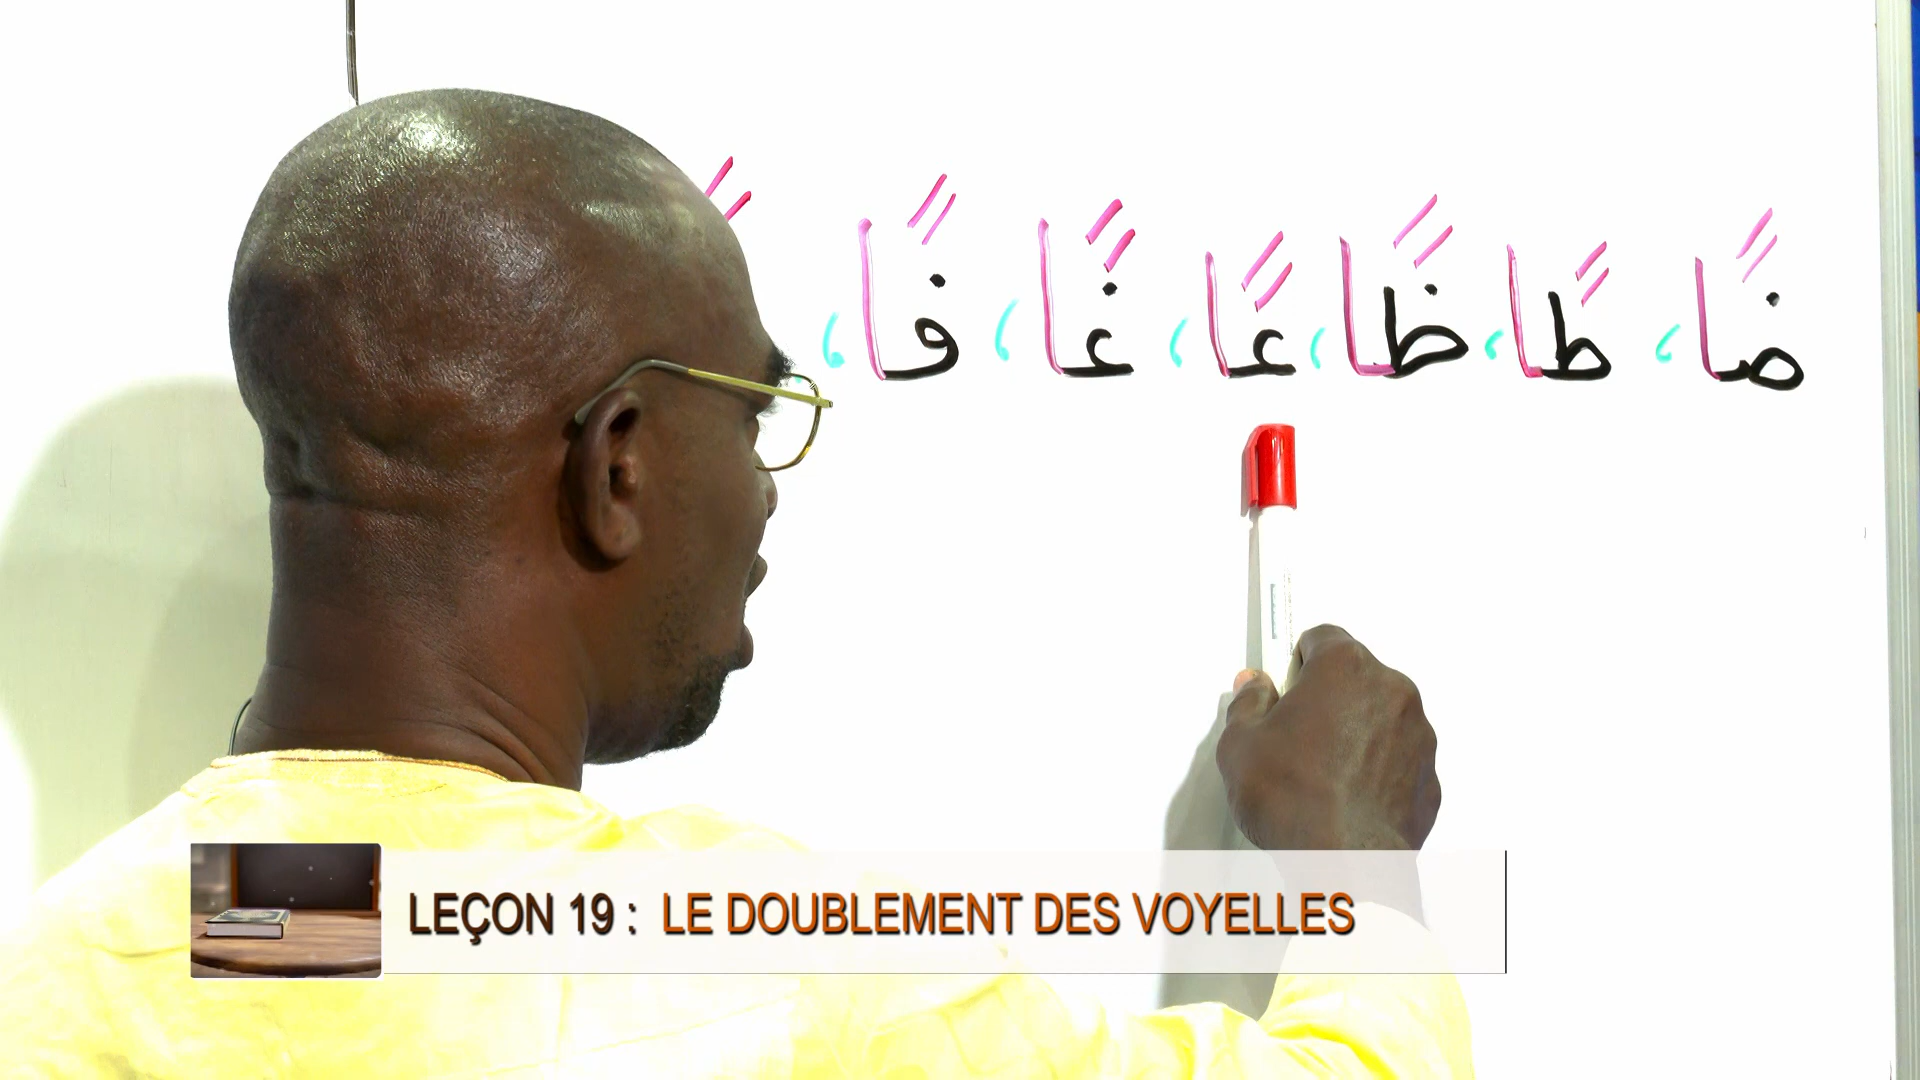 ضًا ، طًا ، ظًا ، عًا ، غًا ، فًا ،
LEÇON 19 : LE DOUBLEMENT DES VOYELLES